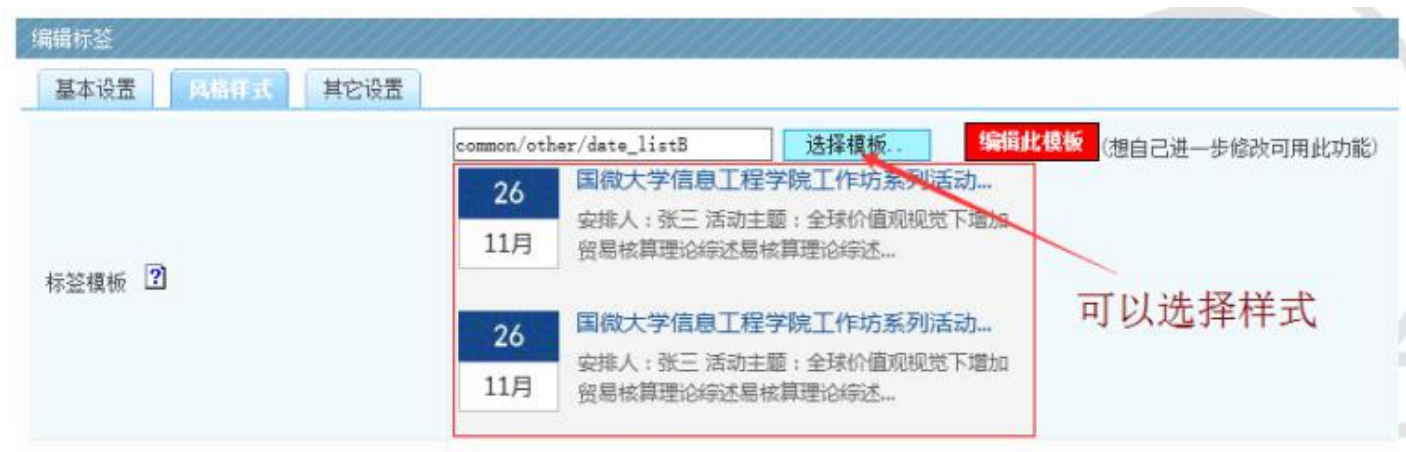 编辑标签
基本设置 风格样式 其它设置
common/other/date_listB 选择模板.. 编辑此模板 (想自己进一步修改可用此功能)
26 国微大学信息工程学院工作坊系列活动...
安排人：张三 活动主题：全球价值观视觉下增加
11月 贸易核算理论综述易核算理论综述...
标签模板 ?
可以选择样式
26 国微大学信息工程学院工作坊系列活动...
安排人：张三 活动主题：全球价值观视觉下增加
11月 贸易核算理论综述易核算理论综述...